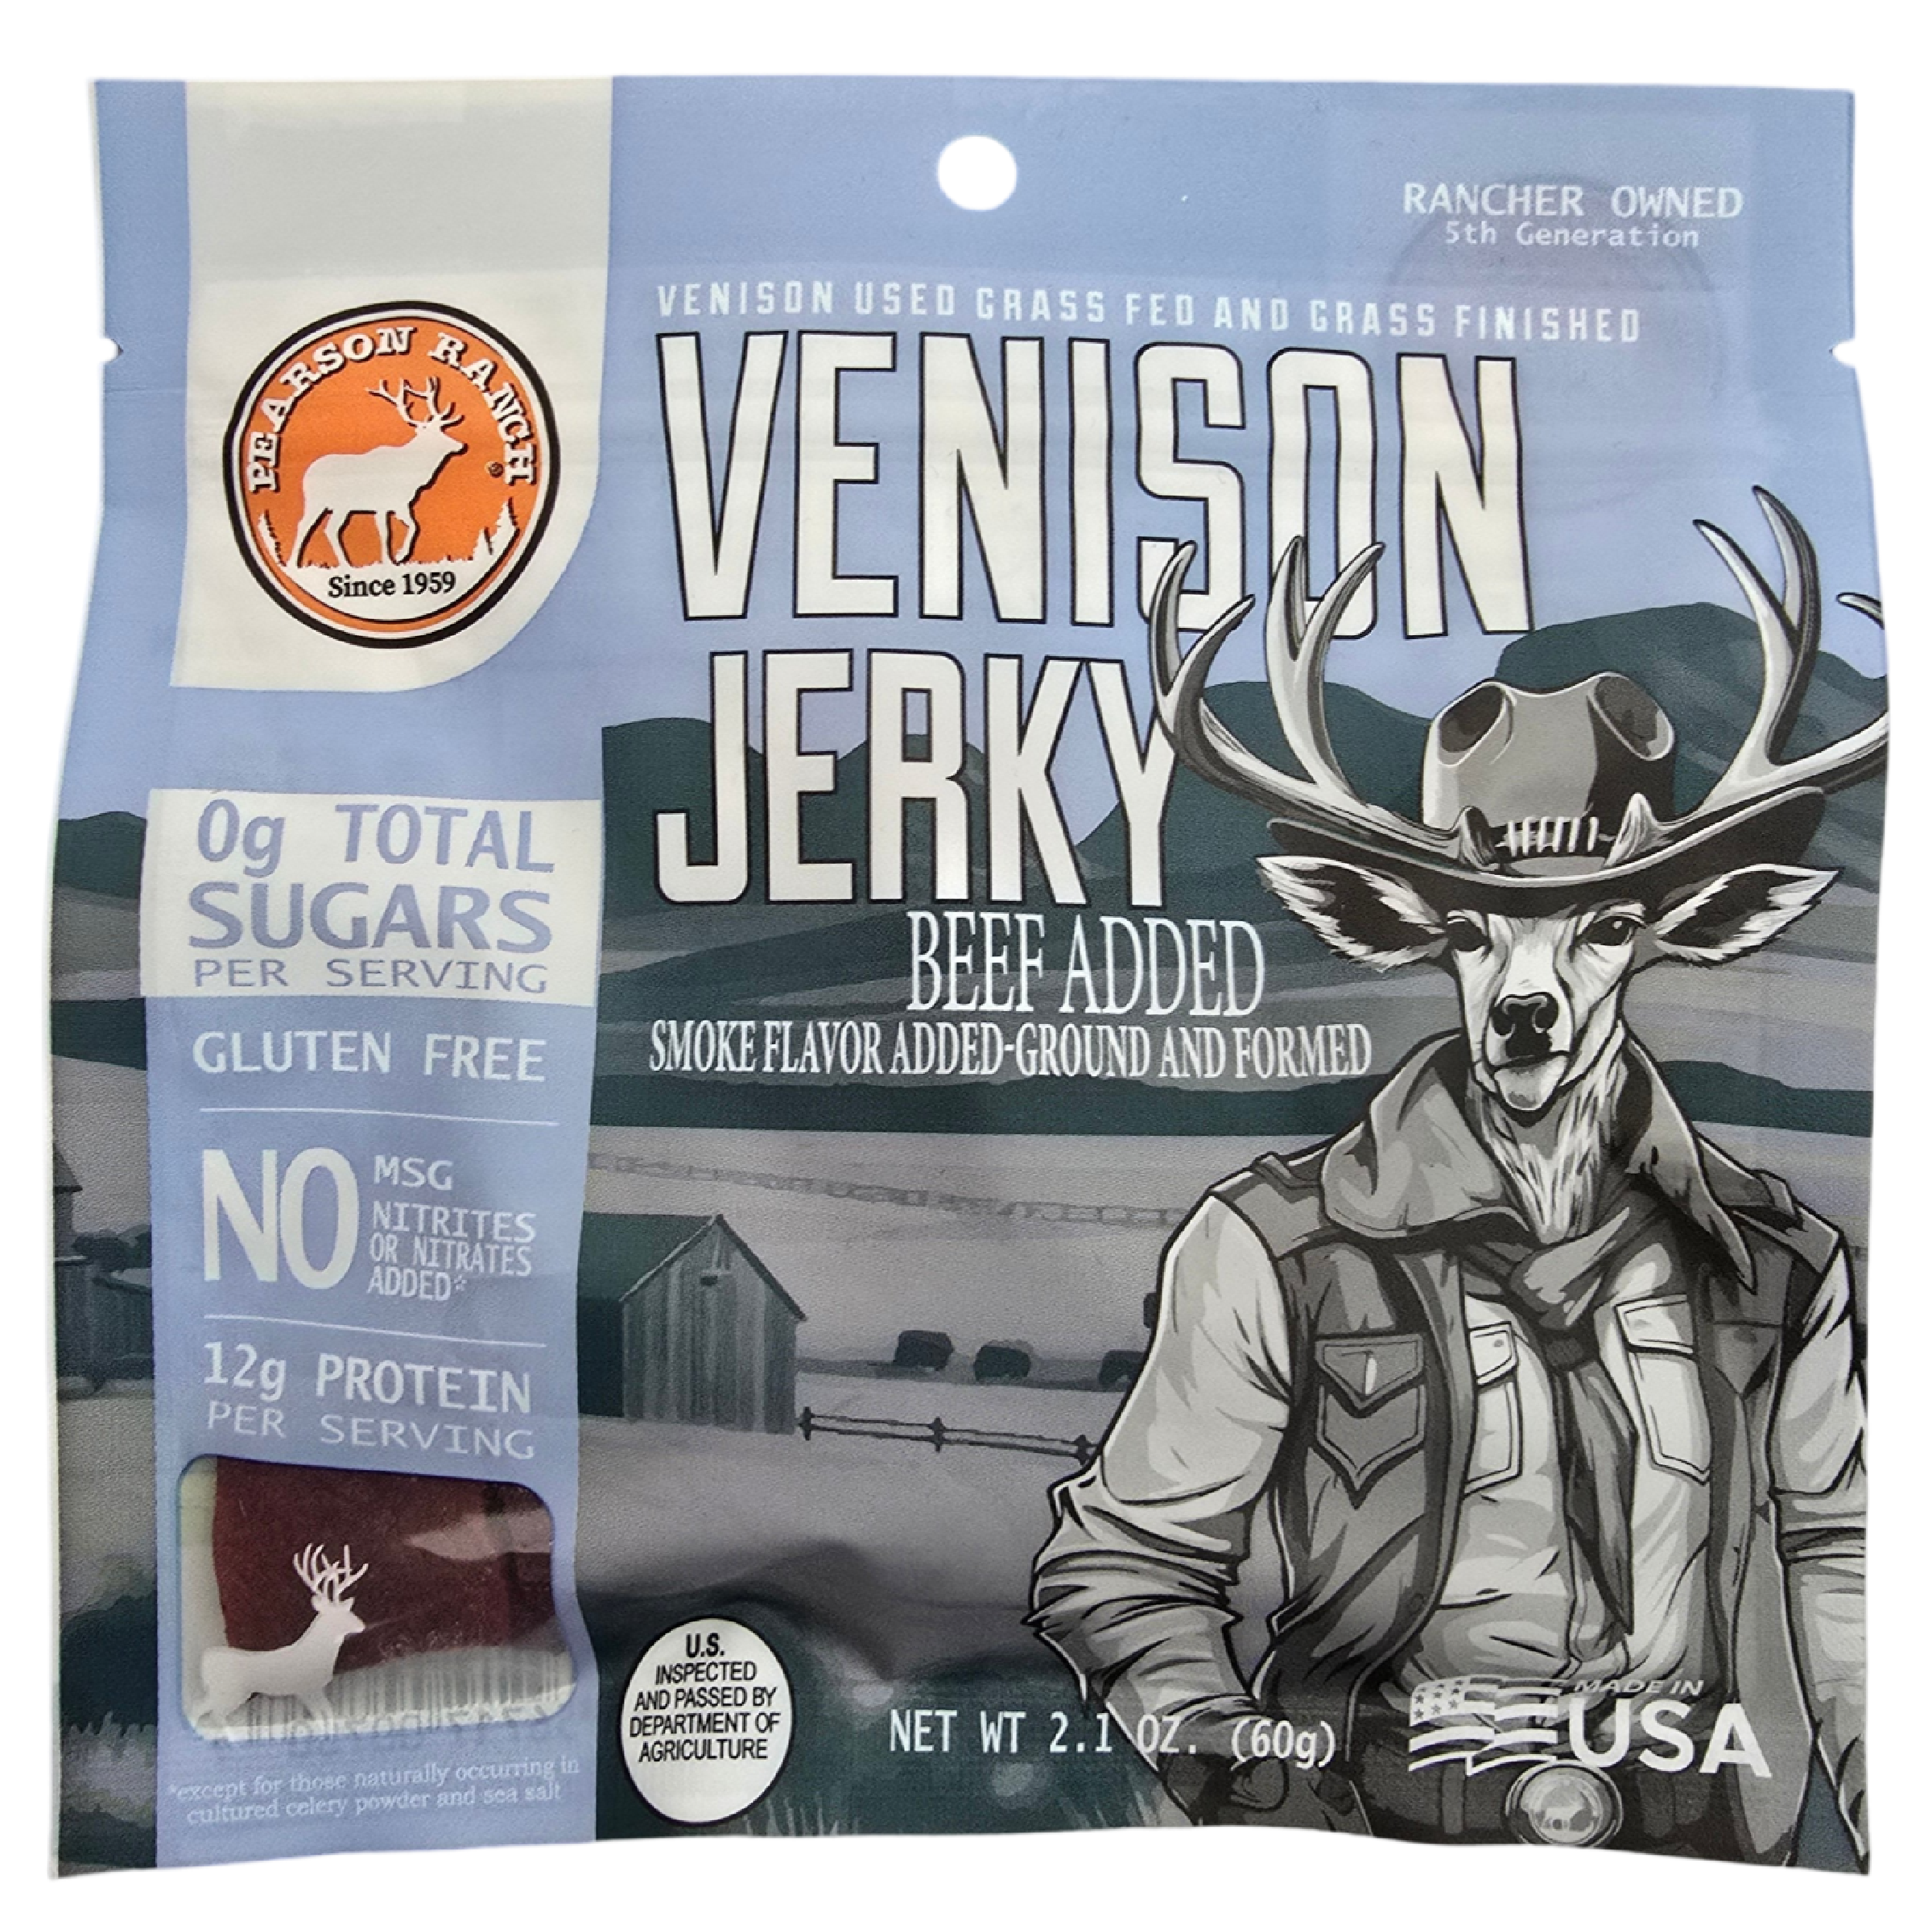 RANCHER OWNED
5th Generation
VENISON USED GRASS FED AND GRASS FINISHED
VENISON
JERKY
BEEF ADDED
SMOKE FLAVOR ADDED-GROUND AND FORMED
PEARSON RANCH®
Since 1959
0g TOTAL
SUGARS
PER SERVING
GLUTEN FREE
NO MSG
NITRITES
OR NITRATES
ADDED*
12g PROTEIN
PER SERVING
*except for those naturally occurring in
cultured celery powder and sea salt
U.S.
INSPECTED
AND PASSED BY
DEPARTMENT OF
AGRICULTURE
NET WT 2.1 OZ. (60g)
MADE IN
USA